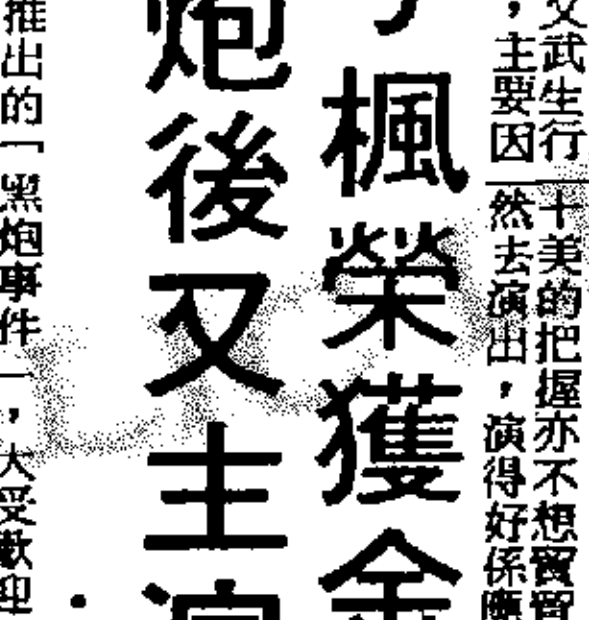 文武生行
，主要因
十美的把握亦不想貿貿
然去演出，演得好係應
楓榮獲金
炮後又主演
推出的「黑炮事件」，大受歡迎